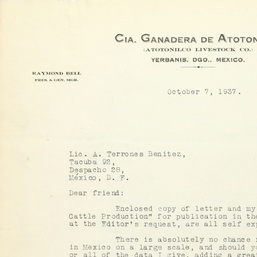 CIA. GANADERA DE ATOTON
(ATOTONILCO LIVESTOCK CO.)
YERBANIS, DGO., MEXICO.
RAYMOND BELL
PRES. & GEN. MGR.
October 7, 1937.
Lic. A. Terrones Benitez,
Tacuba 92,
Despacho 28,
México, D. F.
Dear friend:
Enclosed copy of letter and my
Cattle Production" for publication in the
at the Editor's request, are all self exp
There is absolutely no chance
in Mexico on a large scale, and should y
or all of the data I give, adding a grea